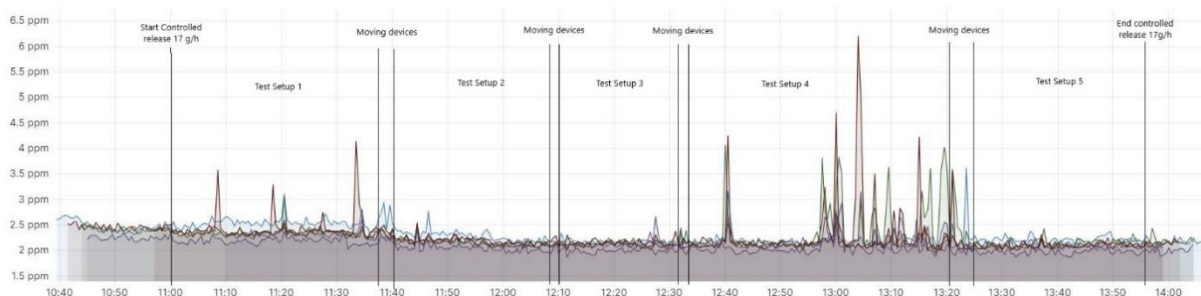 6.5 ppm
6 ppm
5.5 ppm
5 ppm
4.5 ppm
4 ppm
3.5 ppm
3 ppm
2.5 ppm
2 ppm
1.5 ppm
Start Controlled
release 17 g/h
Moving devices
Moving devices
Moving devices
Moving devices
End controlled
release 17g/h
Test Setup 1
Test Setup 2
Test Setup 3
Test Setup 4
Test Setup 5
10:40 10:50 11:00 11:10 11:20 11:30 11:40 11:50 12:00 12:10 12:20 12:30 12:40 12:50 13:00 13:10 13:20 13:30 13:40 13:50 14:00